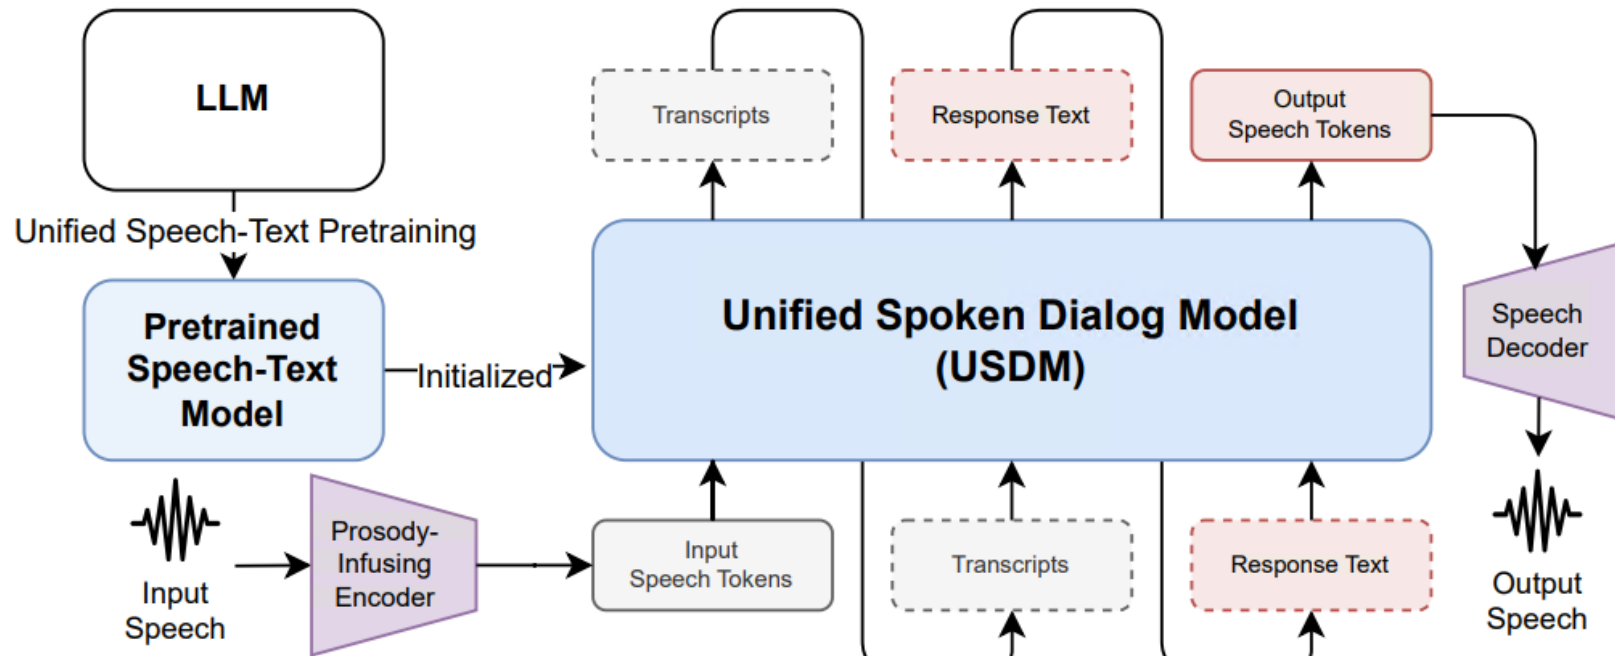 LLM
Unified Speech-Text Pretraining
Pretrained
Speech-Text
Model
Initialized
Input
Speech
Prosody-
Infusing
Encoder
Input
Speech Tokens
Transcripts
Response Text
Output
Speech Tokens
Unified Spoken Dialog Model
(USDM)
Transcripts
Response Text
Speech
Decoder
Output
Speech